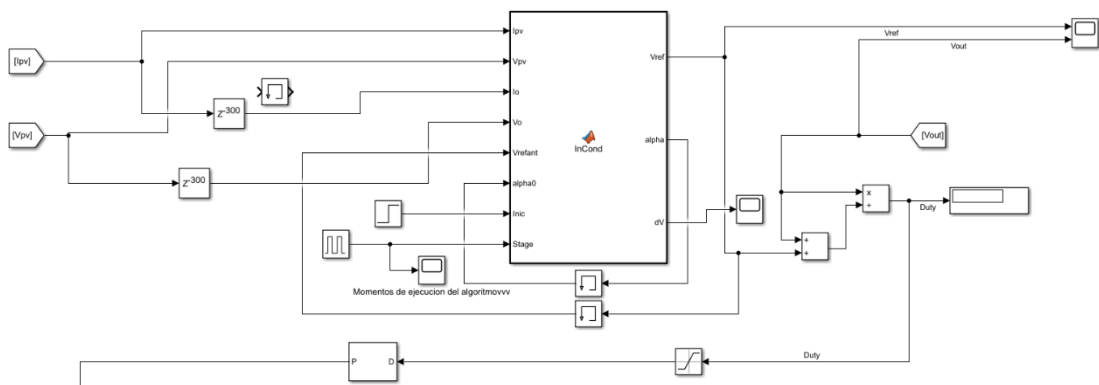 Ipv
Vref
Vref
Vout
[Ipv]
Vpv
Io
Z-300
[Vpv]
Vo
InCond
alpha
[Vout]
Vrefant
Z-300
alpha0
x
÷
Duty
Inic
dV
+
+
Stage
Momentos de ejecucion del algoritmovvv
Duty
P
D